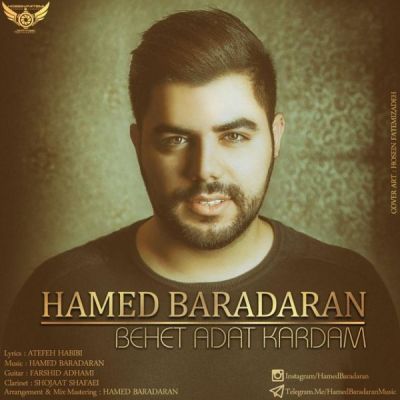 HAMED BARADARAN
BEHET ADAT KARDAM
Lyrics : ATEFEH HABIBI
Music : HAMED BARADARAN
Guitar : FARSHID ADHAMI
Clarinet : SHOJAAT SHAFAEI
Arrangement & Mix-Mastering : HAMED BARADARAN
Instagram/HamedBaradaran
Telegram.Me/HamedBaradaranMusic
COVER ART : HOSEIN FATEMIZADEH